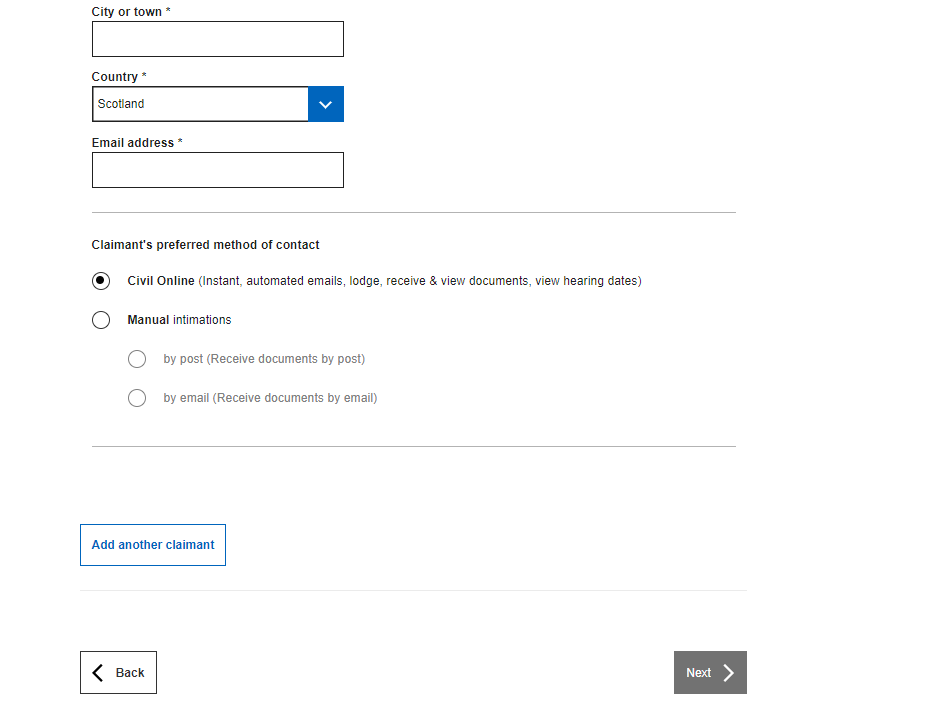 City or town *
Country *
Scotland
Email address *
Claimant's preferred method of contact
Civil Online (Instant, automated emails, lodge, receive & view documents, view hearing dates)
Manual intimations
by post (Receive documents by post)
by email (Receive documents by email)
Add another claimant
Back
Next